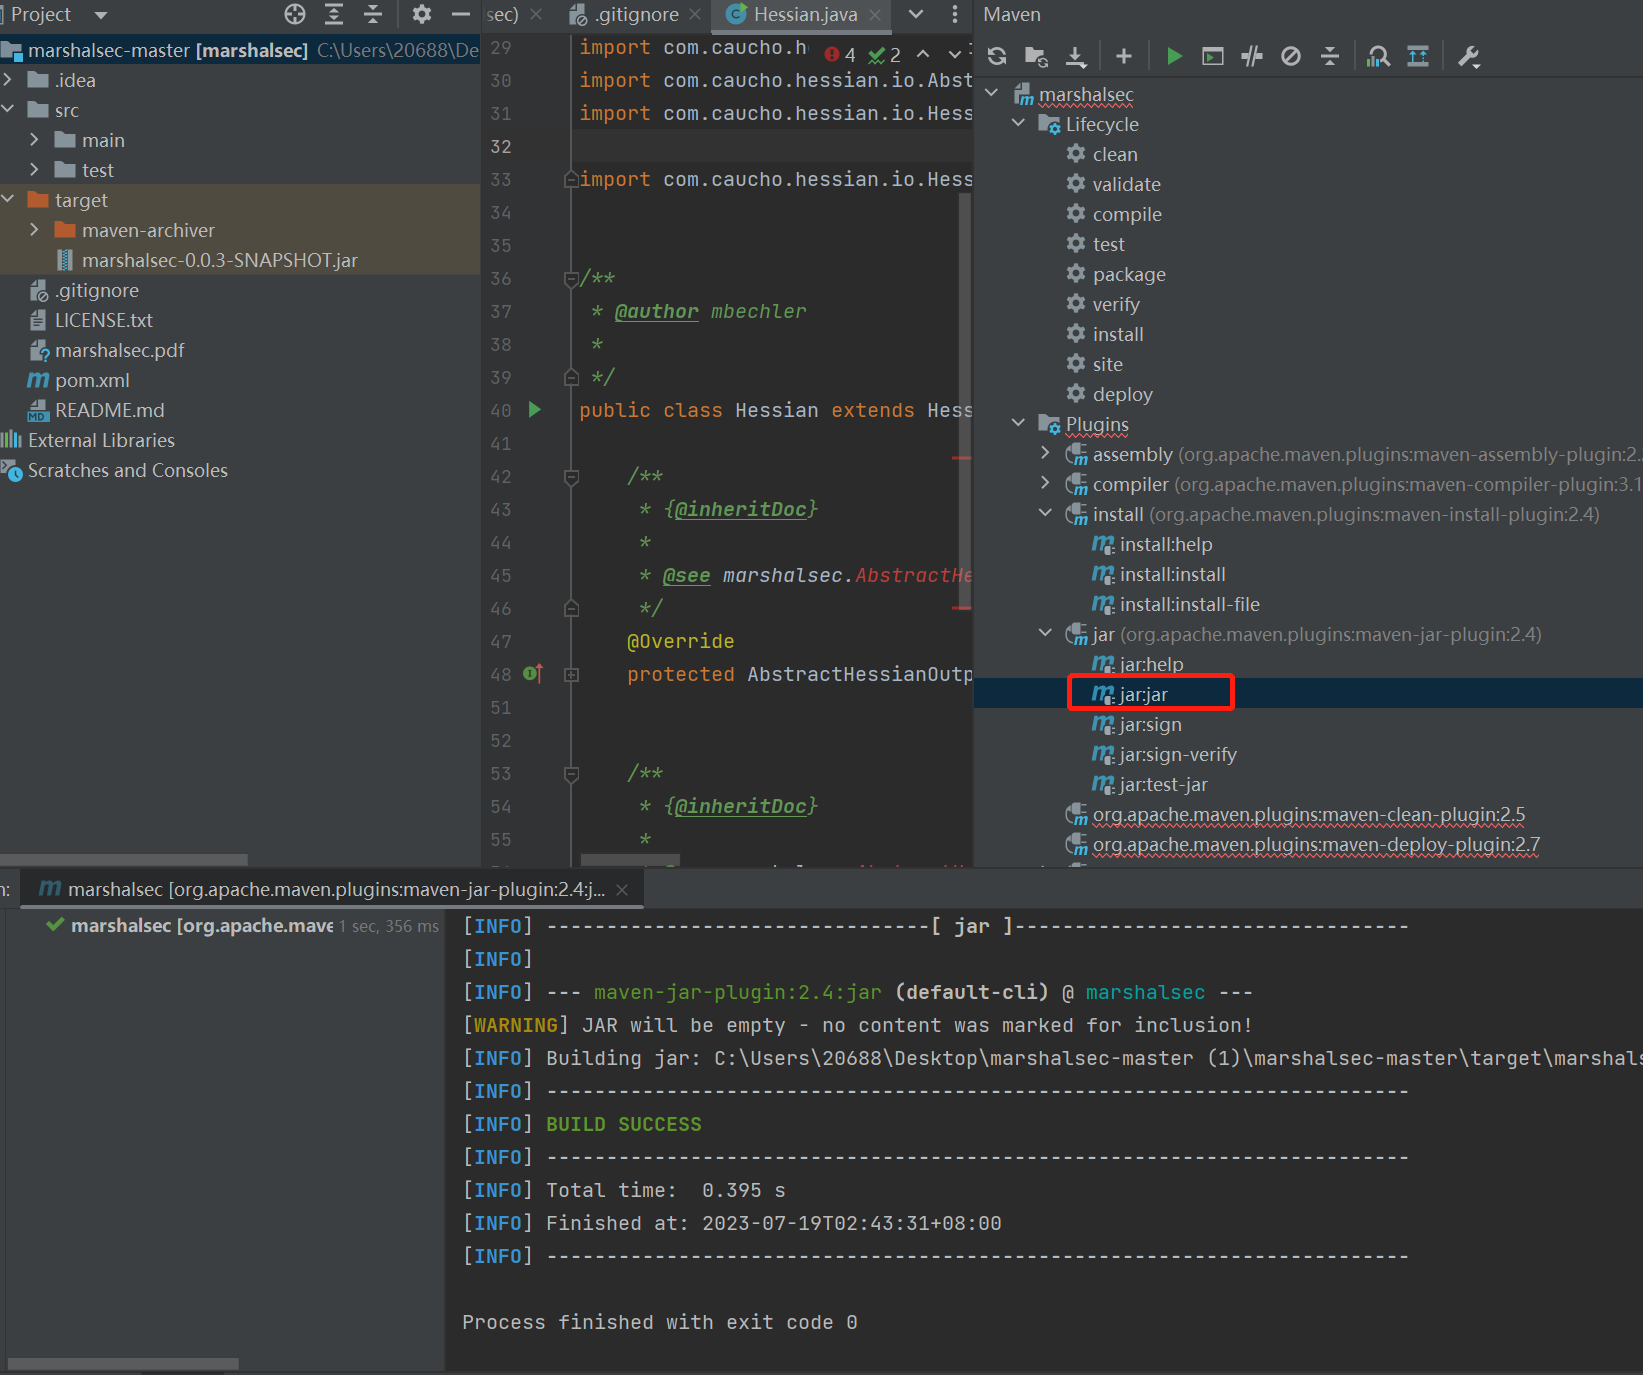 Project
marshalsec-master [marshalsec] C:\Users\20688\De
.idea
src
main
test
target
maven-archiver
marshalsec-0.0.3-SNAPSHOT.jar
.gitignore
LICENSE.txt
marshalsec.pdf
pom.xml
README.md
External Libraries
Scratches and Consoles
sec) .gitignore Hessian.java
4 2
29 import com.caucho.h
30 import com.caucho.hessian.io.Abst
31 import com.caucho.hessian.io.Hess
32
33 import com.caucho.hessian.io.Hess
34
35
36 /**
37 * @author mbechler
38 *
39 */
40 public class Hessian extends Hess
41
42 /**
43 * {@inheritDoc}
44 *
45 * @see marshalsec.AbstractHe
46 */
47 @Override
48 protected AbstractHessianOutp
51
52
53 /**
54 * {@inheritDoc}
55 *
Maven
marshalsec
Lifecycle
clean
validate
compile
test
package
verify
install
site
deploy
Plugins
assembly (org.apache.maven.plugins:maven-assembly-plugin:2.
compiler (org.apache.maven.plugins:maven-compiler-plugin:3.1
install (org.apache.maven.plugins:maven-install-plugin:2.4)
install:help
install:install
install:install-file
jar (org.apache.maven.plugins:maven-jar-plugin:2.4)
jar:help
jar:jar
jar:sign
jar:sign-verify
jar:test-jar
org.apache.maven.plugins:maven-clean-plugin:2.5
org.apache.maven.plugins:maven-deploy-plugin:2.7
n: marshalsec [org.apache.maven.plugins:maven-jar-plugin:2.4:j...
marshalsec [org.apache.mave 1 sec, 356 ms
[INFO] --------------------------------[ jar ]---------------------------------
[INFO]
[INFO] --- maven-jar-plugin:2.4:jar (default-cli) @ marshalsec ---
[WARNING] JAR will be empty - no content was marked for inclusion!
[INFO] Building jar: C:\Users\20688\Desktop\marshalsec-master (1)\marshalsec-master\target\marshals
[INFO] ------------------------------------------------------------------------
[INFO] BUILD SUCCESS
[INFO] ------------------------------------------------------------------------
[INFO] Total time:  0.395 s
[INFO] Finished at: 2023-07-19T02:43:31+08:00
[INFO] ------------------------------------------------------------------------
Process finished with exit code 0